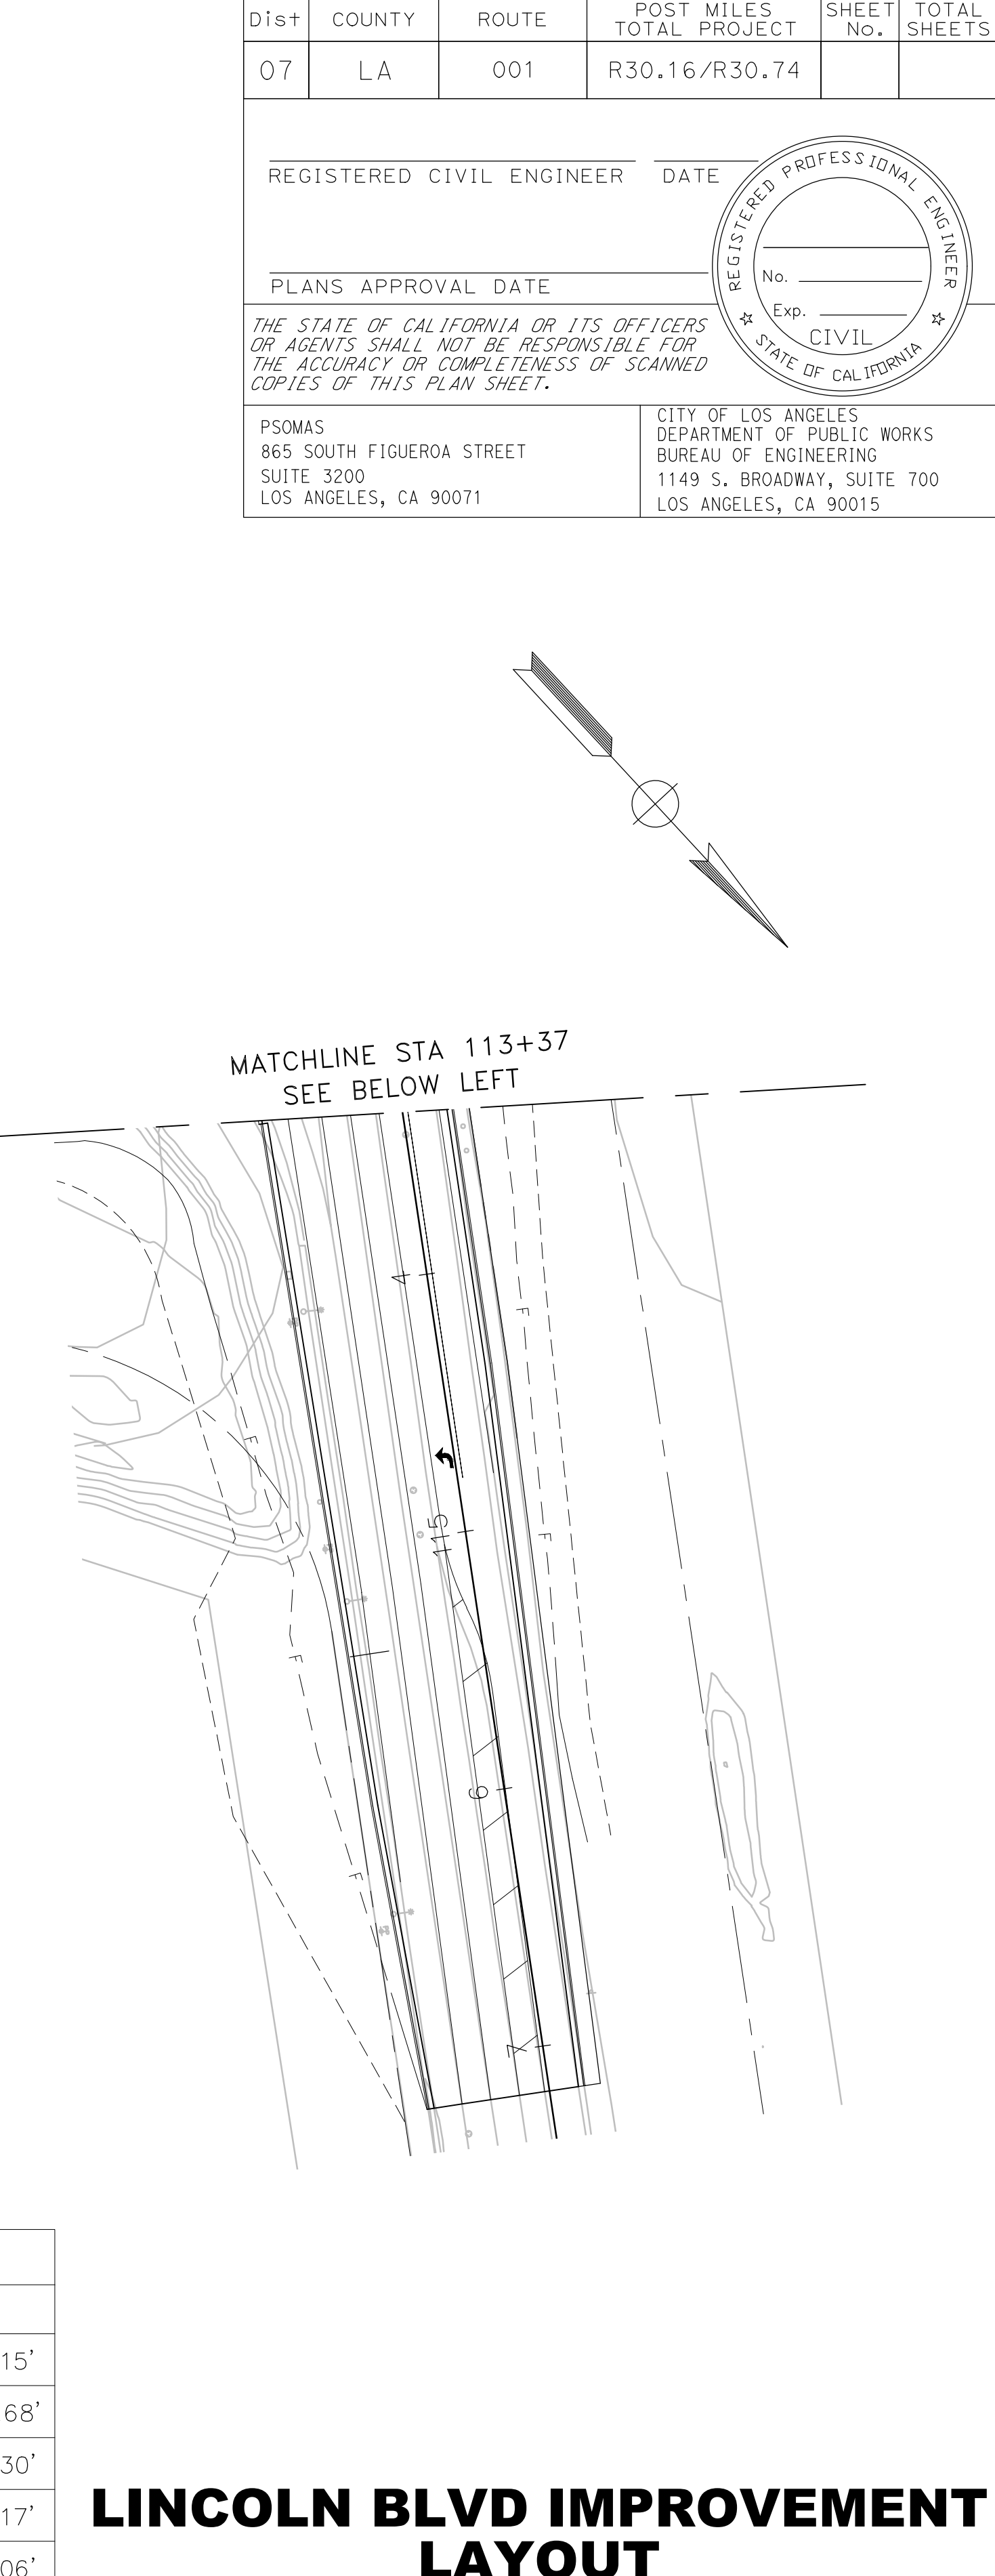 Dist COUNTY ROUTE POST MILES TOTAL PROJECT SHEET No. TOTAL SHEETS
07 LA 001 R30.16/R30.74
REGISTERED CIVIL ENGINEER DATE
PLANS APPROVAL DATE
REGISTERED PROFESSIONAL ENGINEER
No.
Exp.
CIVIL
STATE OF CALIFORNIA
THE STATE OF CALIFORNIA OR ITS OFFICERS
OR AGENTS SHALL NOT BE RESPONSIBLE FOR
THE ACCURACY OR COMPLETENESS OF SCANNED
COPIES OF THIS PLAN SHEET.
PSOMAS
865 SOUTH FIGUEROA STREET
SUITE 3200
LOS ANGELES, CA 90071
CITY OF LOS ANGELES
DEPARTMENT OF PUBLIC WORKS
BUREAU OF ENGINEERING
1149 S. BROADWAY, SUITE 700
LOS ANGELES, CA 90015
MATCHLINE STA 113+37
SEE BELOW LEFT
4
F
F
115
F
F
6
F
7
15'
68'
30'
17'
06'
LINCOLN BLVD IMPROVEMENT
LAYOUT